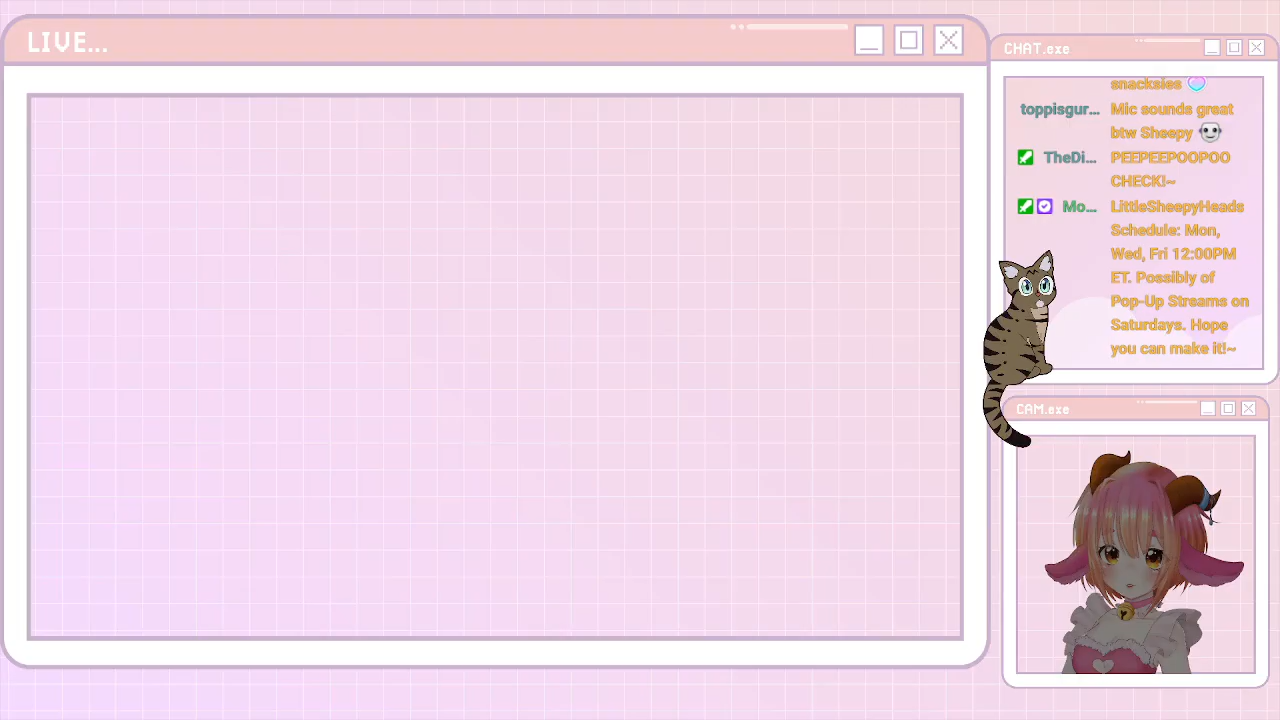 LIVE...
CHAT.exe
snacksies
toppisgur... Mic sounds great
btw Sheepy
TheDi... PEEPEEPOOPOO
CHECK!~
Mo... LittleSheepyHeads
Schedule: Mon,
Wed, Fri 12:00PM
ET. Possibly of
Pop-Up Streams on
Saturdays. Hope
you can make it!~
CAM.exe